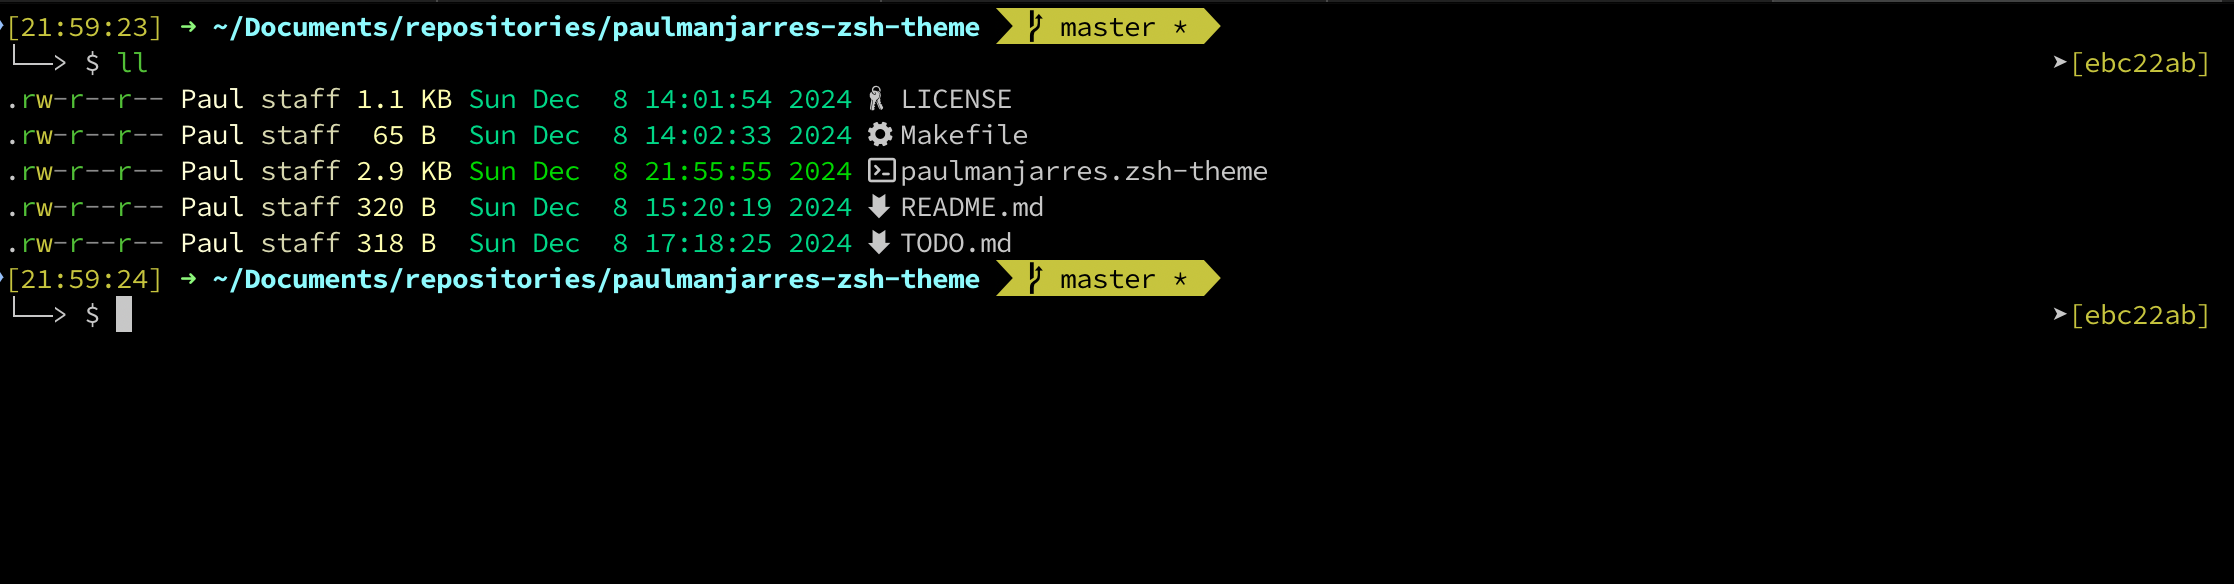 [21:59:23] ➜ ~/Documents/repositories/paulmanjarres-zsh-theme master *
└──> $ ll ➤[ebc22ab]
.rw-r--r-- Paul staff 1.1 KB Sun Dec  8 14:01:54 2024 LICENSE
.rw-r--r-- Paul staff  65 B  Sun Dec  8 14:02:33 2024 Makefile
.rw-r--r-- Paul staff 2.9 KB Sun Dec  8 21:55:55 2024 paulmanjarres.zsh-theme
.rw-r--r-- Paul staff 320 B  Sun Dec  8 15:20:19 2024 README.md
.rw-r--r-- Paul staff 318 B  Sun Dec  8 17:18:25 2024 TODO.md
[21:59:24] ➜ ~/Documents/repositories/paulmanjarres-zsh-theme master *
└──> $ ➤[ebc22ab]